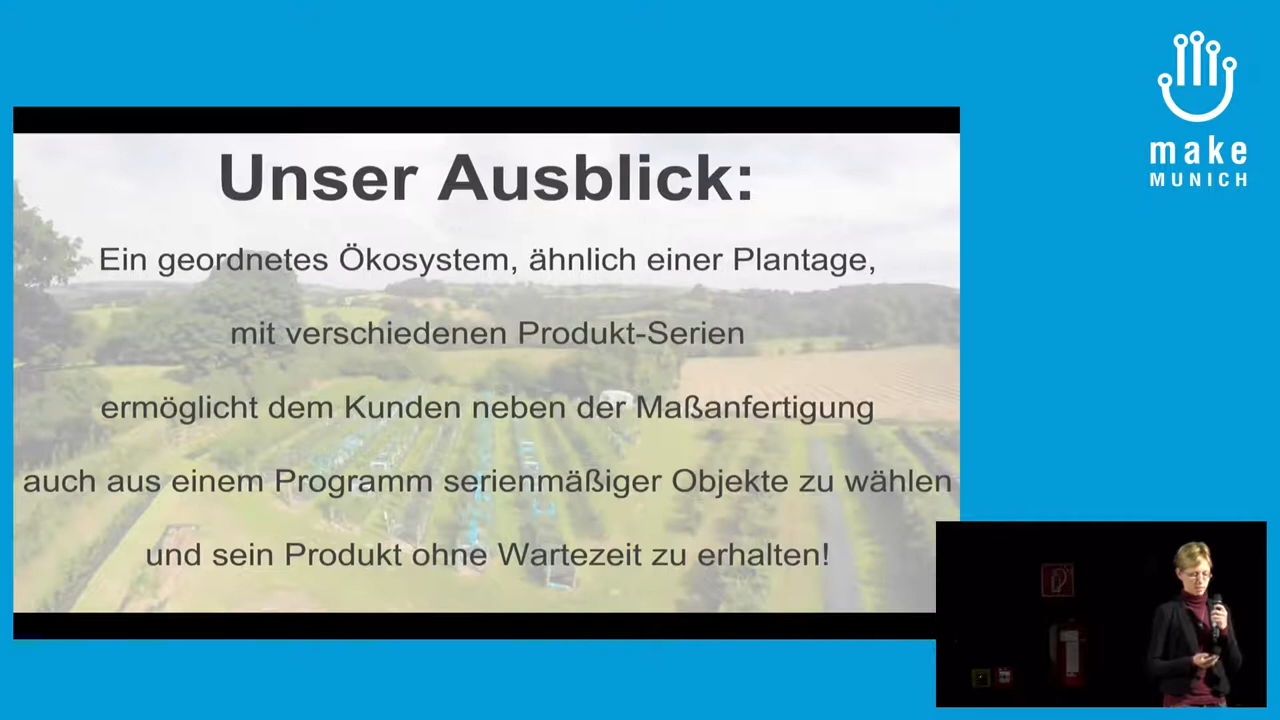 make
MUNICH
Unser Ausblick:
Ein geordnetes Ökosystem, ähnlich einer Plantage,
mit verschiedenen Produkt-Serien
ermöglicht dem Kunden neben der Maßanfertigung
auch aus einem Programm serienmäßiger Objekte zu wählen
und sein Produkt ohne Wartezeit zu erhalten!